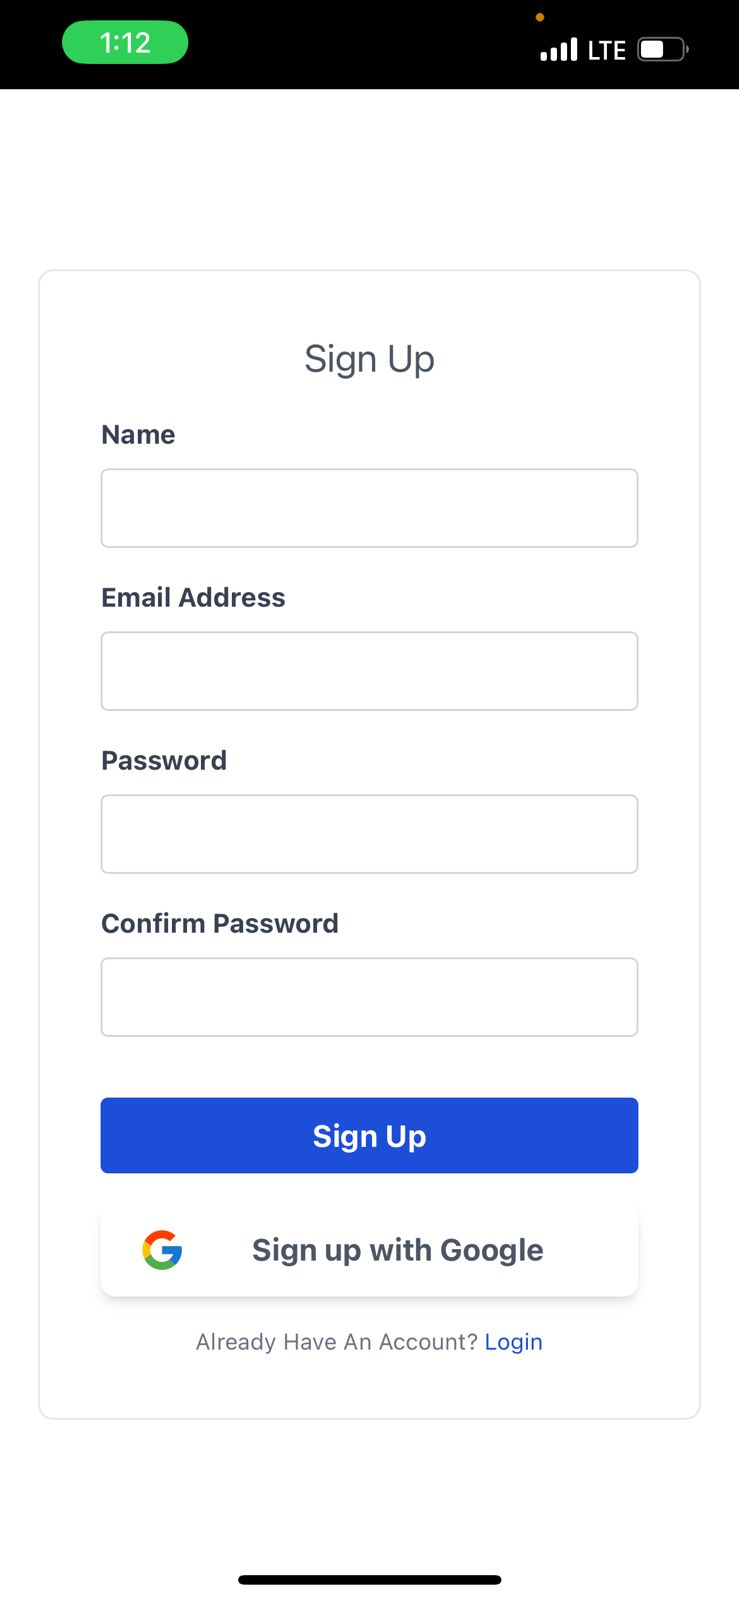 1:12
LTE
Sign Up
Name
Email Address
Password
Confirm Password
Sign Up
Sign up with Google
Already Have An Account? Login